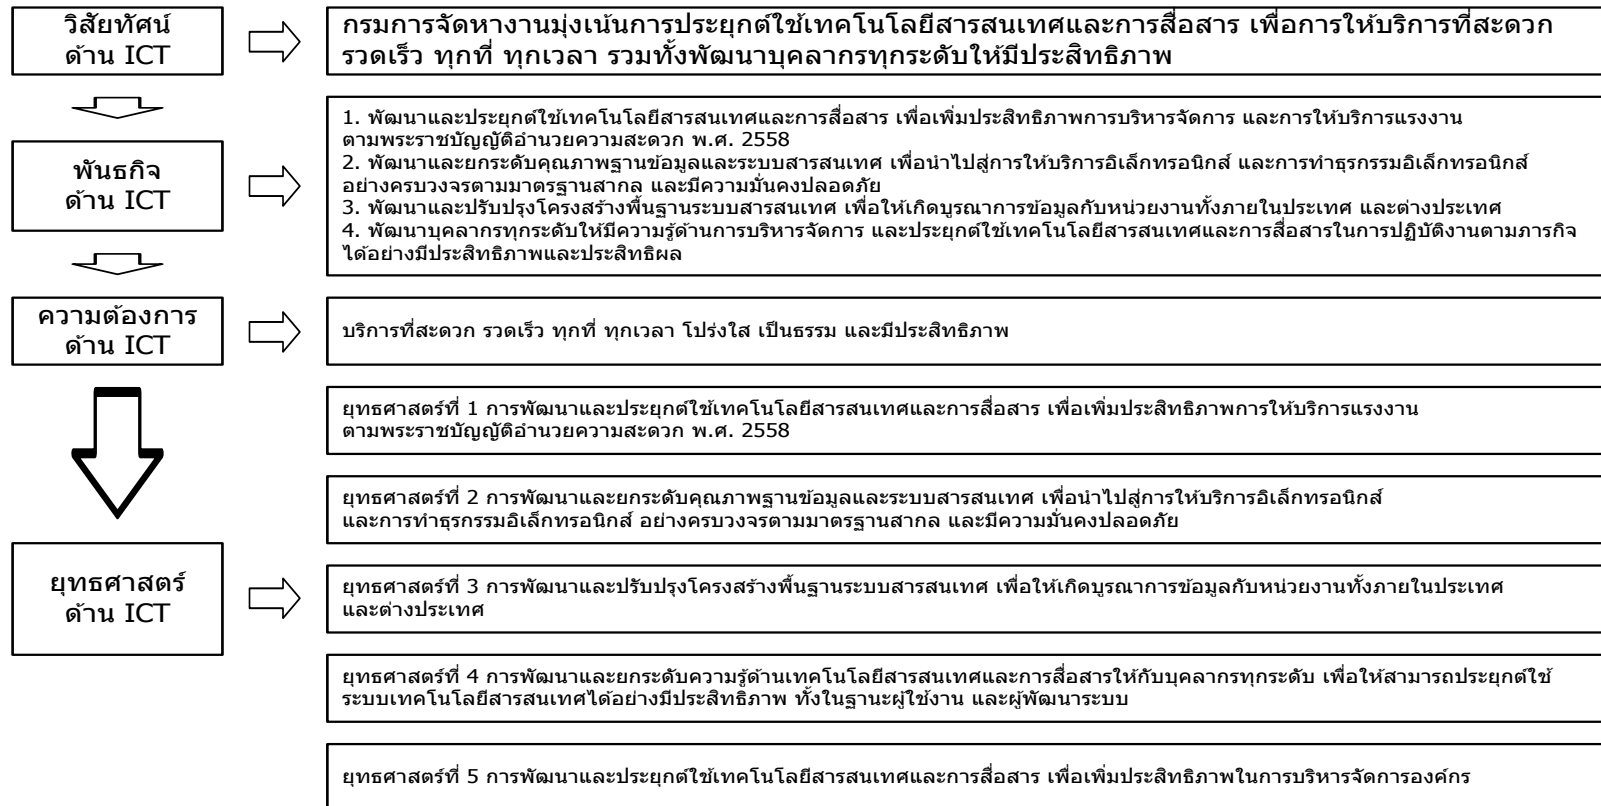 วิสัยทัศน์
ด้าน ICT
กรมการจัดหางานมุ่งเน้นการประยุกต์ใช้เทคโนโลยีสารสนเทศและการสื่อสาร เพื่อการให้บริการที่สะดวก
รวดเร็ว ทุกที่ ทุกเวลา รวมทั้งพัฒนาบุคลากรทุกระดับให้มีประสิทธิภาพ
พันธกิจ
ด้าน ICT
1. พัฒนาและประยุกต์ใช้เทคโนโลยีสารสนเทศและการสื่อสาร เพื่อเพิ่มประสิทธิภาพการบริหารจัดการ และการให้บริการแรงงาน
ตามพระราชบัญญัติอำนวยความสะดวก พ.ศ. 2558
2. พัฒนาและยกระดับคุณภาพฐานข้อมูลและระบบสารสนเทศ เพื่อนำไปสู่การให้บริการอิเล็กทรอนิกส์ และการทำธุรกรรมอิเล็กทรอนิกส์
อย่างครบวงจรตามมาตรฐานสากล และมีความมั่นคงปลอดภัย
3. พัฒนาและปรับปรุงโครงสร้างพื้นฐานระบบสารสนเทศ เพื่อให้เกิดบูรณาการข้อมูลกับหน่วยงานทั้งภายในประเทศ และต่างประเทศ
4. พัฒนาบุคลากรทุกระดับให้มีความรู้ด้านการบริหารจัดการ และประยุกต์ใช้เทคโนโลยีสารสนเทศและการสื่อสารในการปฏิบัติงานตามภารกิจ
ได้อย่างมีประสิทธิภาพและประสิทธิผล
ความต้องการ
ด้าน ICT
บริการที่สะดวก รวดเร็ว ทุกที่ ทุกเวลา โปร่งใส เป็นธรรม และมีประสิทธิภาพ
ยุทธศาสตร์
ด้าน ICT
ยุทธศาสตร์ที่ 1 การพัฒนาและประยุกต์ใช้เทคโนโลยีสารสนเทศและการสื่อสาร เพื่อเพิ่มประสิทธิภาพการให้บริการแรงงาน
ตามพระราชบัญญัติอำนวยความสะดวก พ.ศ. 2558
ยุทธศาสตร์ที่ 2 การพัฒนาและยกระดับคุณภาพฐานข้อมูลและระบบสารสนเทศ เพื่อนำไปสู่การให้บริการอิเล็กทรอนิกส์
และการทำธุรกรรมอิเล็กทรอนิกส์ อย่างครบวงจรตามมาตรฐานสากล และมีความมั่นคงปลอดภัย
ยุทธศาสตร์ที่ 3 การพัฒนาและปรับปรุงโครงสร้างพื้นฐานระบบสารสนเทศ เพื่อให้เกิดบูรณาการข้อมูลกับหน่วยงานทั้งภายในประเทศ
และต่างประเทศ
ยุทธศาสตร์ที่ 4 การพัฒนาและยกระดับความรู้ด้านเทคโนโลยีสารสนเทศและการสื่อสารให้กับบุคลากรทุกระดับ เพื่อให้สามารถประยุกต์ใช้
ระบบเทคโนโลยีสารสนเทศได้อย่างมีประสิทธิภาพ ทั้งในฐานะผู้ใช้งาน และผู้พัฒนาระบบ
ยุทธศาสตร์ที่ 5 การพัฒนาและประยุกต์ใช้เทคโนโลยีสารสนเทศและการสื่อสาร เพื่อเพิ่มประสิทธิภาพในการบริหารจัดการองค์กร